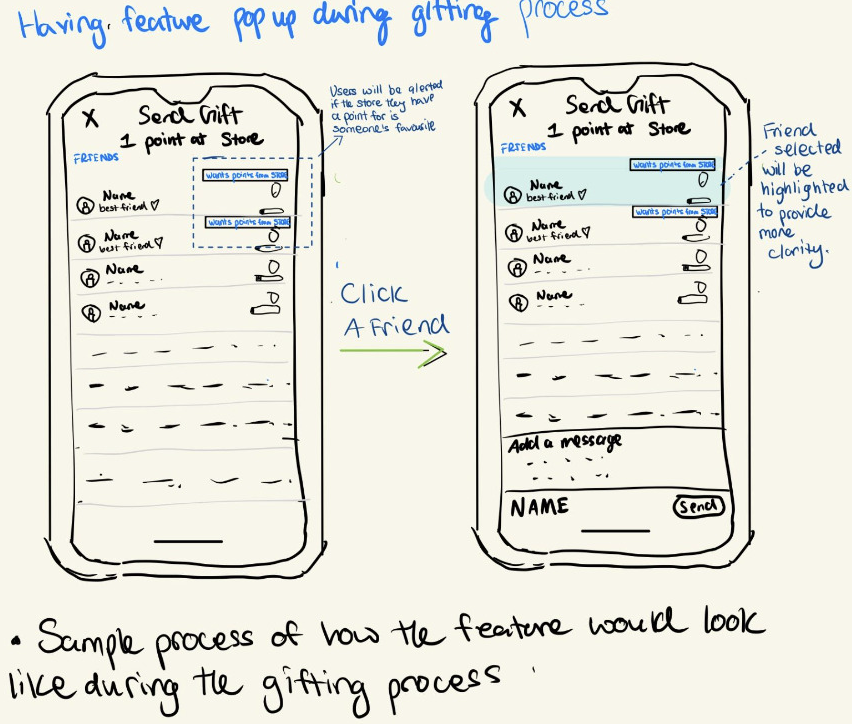 Having feature pop up during gifting process
Users will be alerted
if the store they have
a point for is
someone's favourite
X
Send Gift
1 point at Store
FRIENDS
wants points from Store
Name
best friend ♡
wants points from Store
Name
best friend ♡
Name
Name
Click
A Friend
X
Send Gift
1 point at Store
FRIENDS
wants points from Store
Name
best friend ♡
wants points from Store
Name
best friend ♡
Name
Name
Add a message
NAME
Send
Friend
selected
will be
highlighted
to provide
more
clarity.
• Sample process of how the feature would look
like during the gifting process